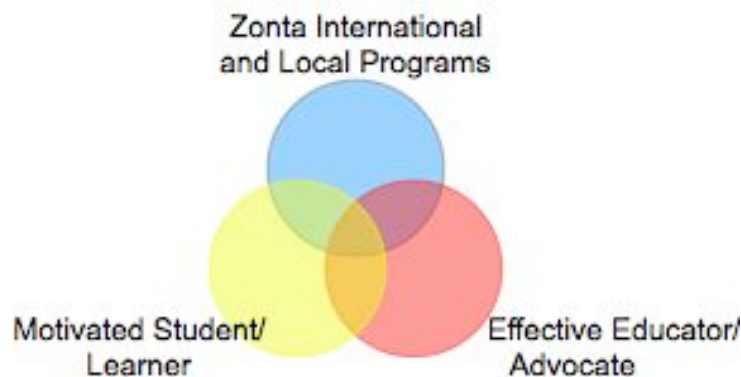 Zonta International
and Local Programs
Motivated Student/
Learner
Effective Educator/
Advocate